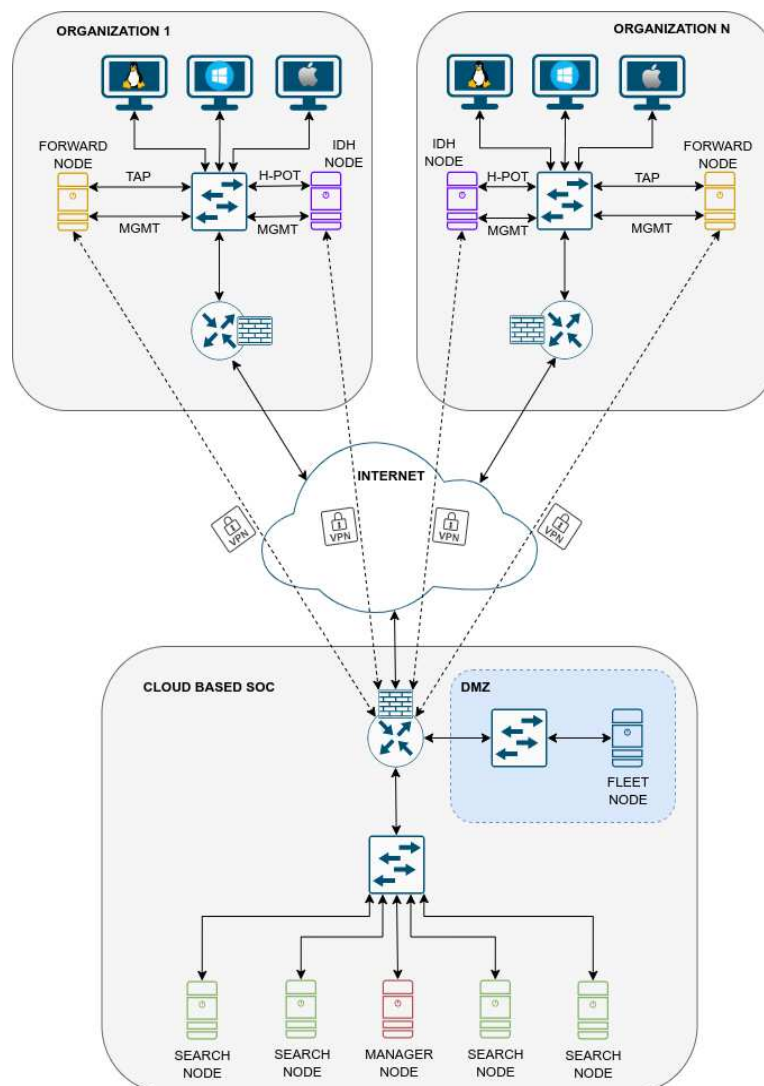 ORGANIZATION 1
ORGANIZATION N
FORWARD
NODE
IDH
NODE
TAP
H-POT
MGMT
MGMT
IDH
NODE
FORWARD
NODE
H-POT
TAP
MGMT
MGMT
INTERNET
VPN
VPN
VPN
VPN
CLOUD BASED SOC
DMZ
FLEET
NODE
SEARCH
NODE
SEARCH
NODE
MANAGER
NODE
SEARCH
NODE
SEARCH
NODE